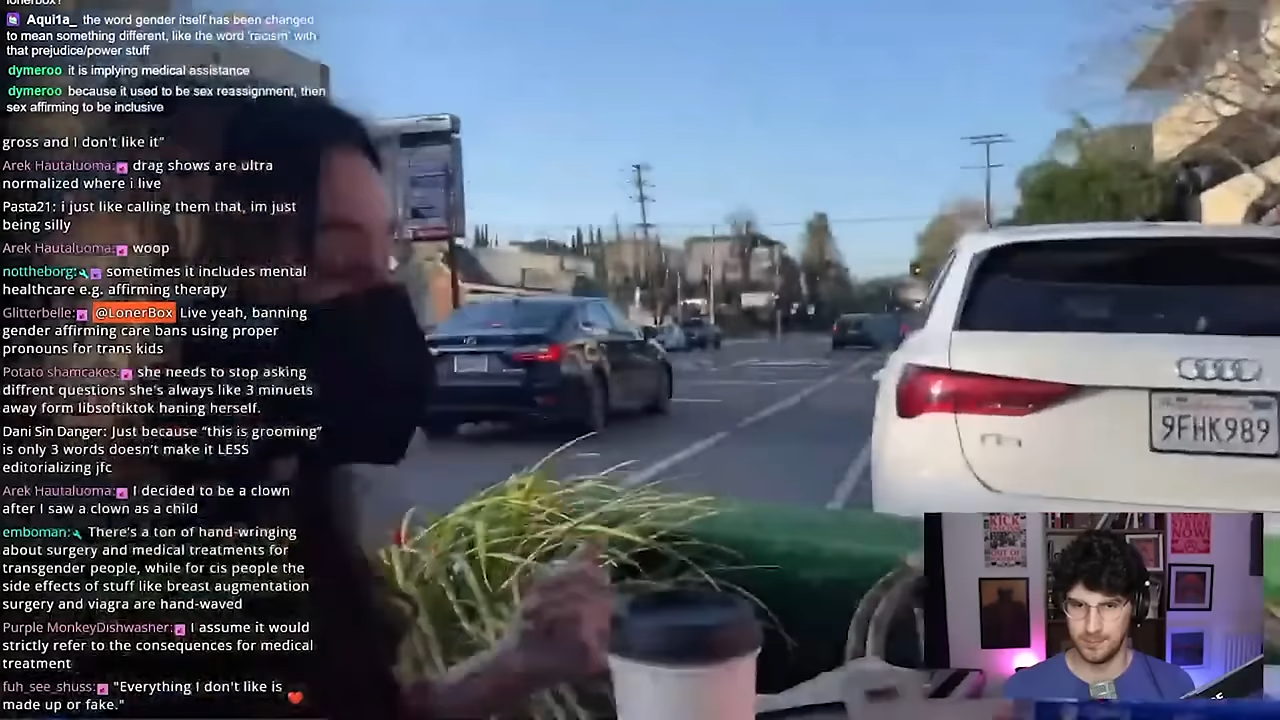 lonerbox?
Aqui1a_ the word gender itself has been changed
to mean something different, like the word 'racism' with
that prejudice/power stuff
dymeroo it is implying medical assistance
dymeroo because it used to be sex reassignment, then
sex affirming to be inclusive
gross and I don't like it"
Arek Hautaluoma: drag shows are ultra
normalized where i live
Pasta21: i just like calling them that, im just
being silly
Arek Hautaluoma: woop
nottheborg: sometimes it includes mental
healthcare e.g. affirming therapy
Glitterbelle: @LonerBox Live yeah, banning
gender affirming care bans using proper
pronouns for trans kids
Potato shamcakes: she needs to stop asking
diffrent questions she's always like 3 minuets
away form libsoftiktok haning herself.
Dani Sin Danger: Just because “this is grooming”
is only 3 words doesn’t make it LESS
editorializing jfc
Arek Hautaluoma: I decided to be a clown
after I saw a clown as a child
emboman: There's a ton of hand-wringing
about surgery and medical treatments for
transgender people, while for cis people the
side effects of stuff like breast augmentation
surgery and viagra are hand-waved
Purple MonkeyDishwasher: I assume it would
strictly refer to the consequences for medical
treatment
fuh_see_shuss: "Everything I don't like is
made up or fake."
9FHK989
KICK
OUT OF
NOW!